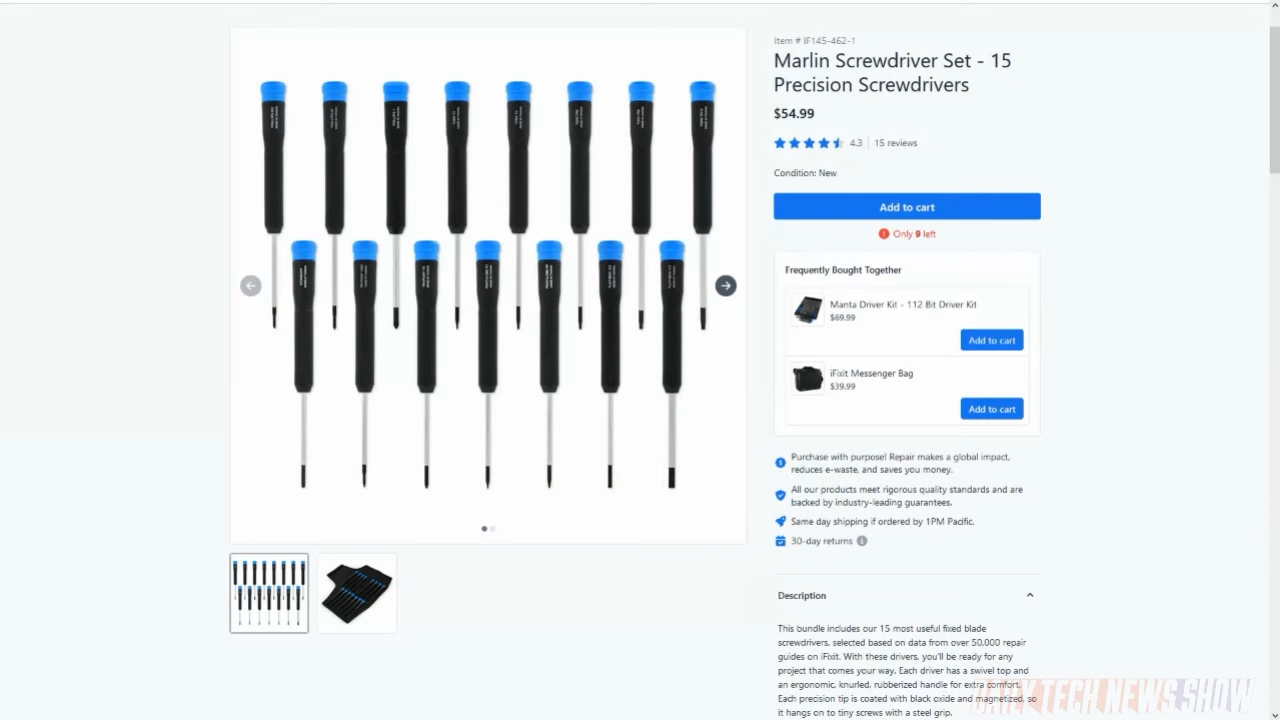 Item # IF145-462-1
Marlin Screwdriver Set - 15
Precision Screwdrivers
$54.99
4.3
15 reviews
Condition: New
Add to cart
Only 9 left
Frequently Bought Together
Manta Driver Kit - 112 Bit Driver Kit
$69.99
Add to cart
iFixit Messenger Bag
$39.99
Add to cart
Purchase with purpose! Repair makes a global impact,
reduces e-waste, and saves you money.
All our products meet rigorous quality standards and are
backed by industry-leading guarantees.
Same day shipping if ordered by 1PM Pacific.
30-day returns
Description
This bundle includes our 15 most useful fixed blade
screwdrivers, selected based on data from over 50,000 repair
guides on iFixit. With these drivers, you'll be ready for any
project that comes your way. Each driver has a swivel top and
an ergonomic, knurled, rubberized handle for extra comfort.
Each precision tip is coated with black oxide and magnetized, so
it hangs on to tiny screws with a steel grip.
DAILY TECH NEWS SHOW